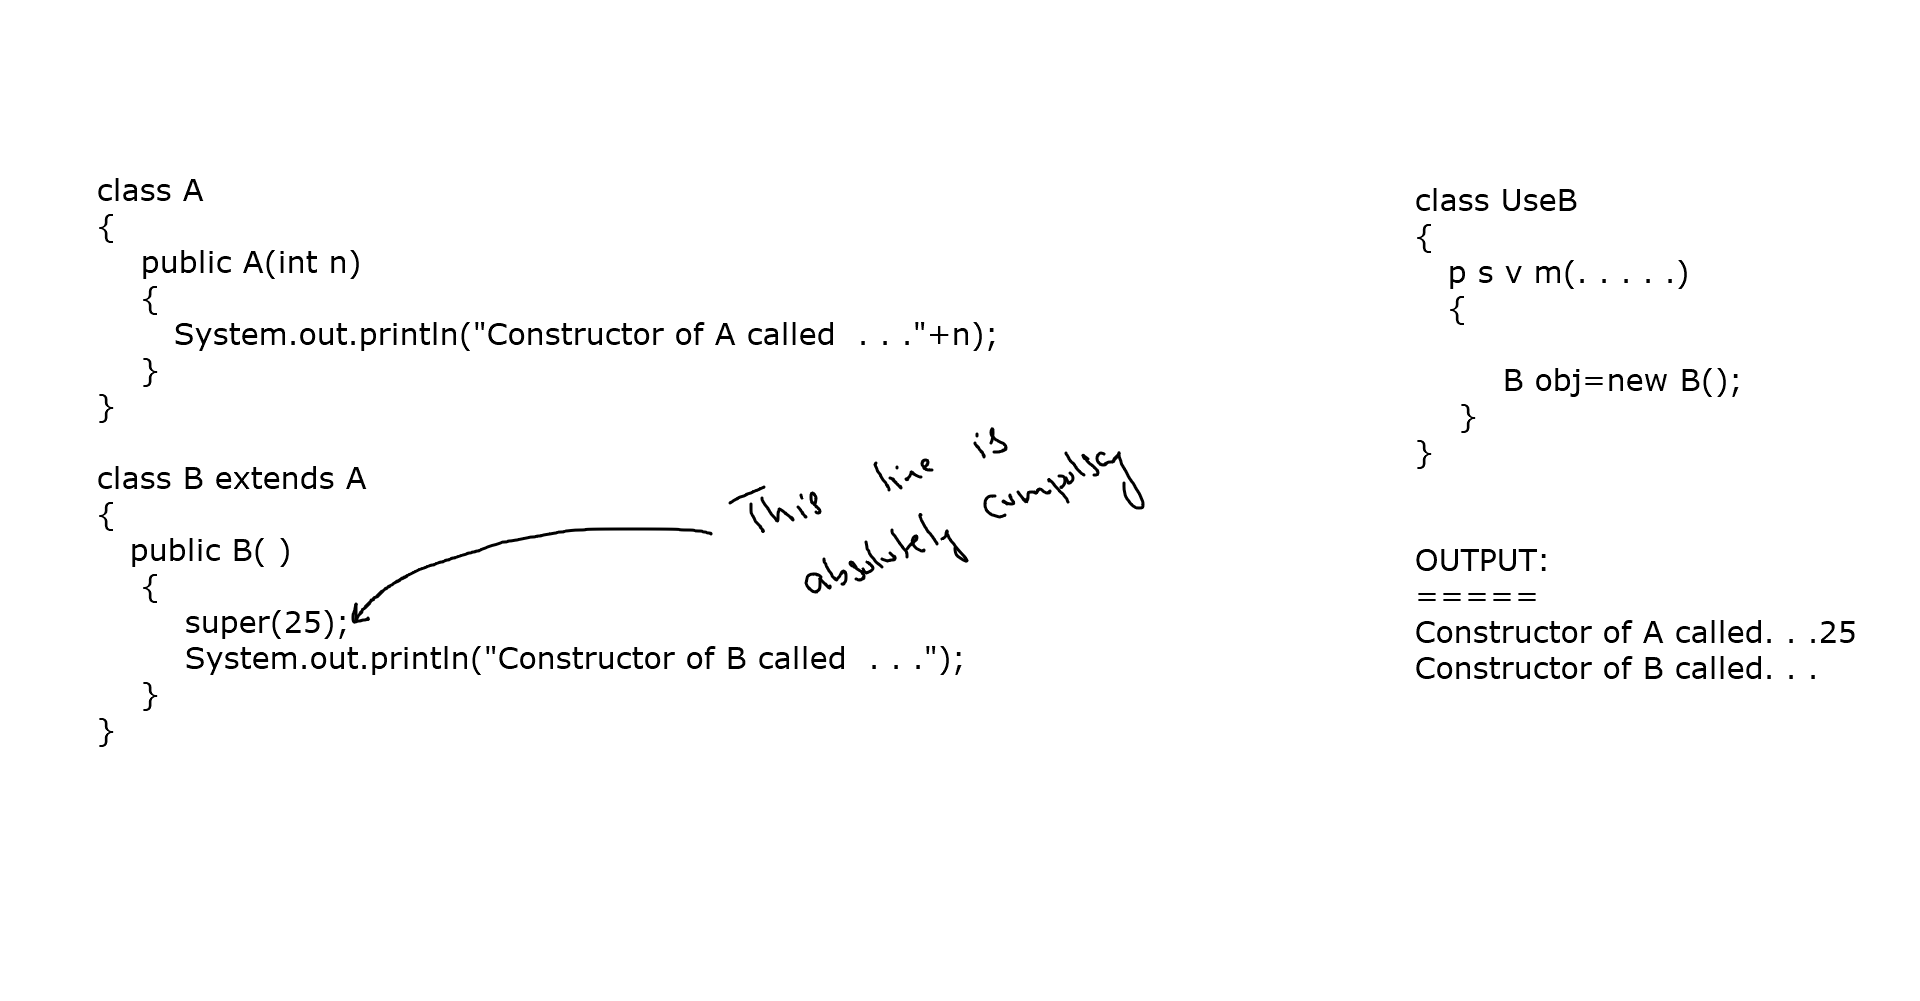 class A
{
public A(int n)
{
System.out.println("Constructor of A called  . . ."+n);
}
}
class B extends A
{
public B( )
{
super(25);
System.out.println("Constructor of B called  . . .");
}
}
This line is
absolutely cumpulsay
class UseB
{
p s v m(. . . . .)
{
B obj=new B();
}
}
OUTPUT:
=====
Constructor of A called. . .25
Constructor of B called. . .